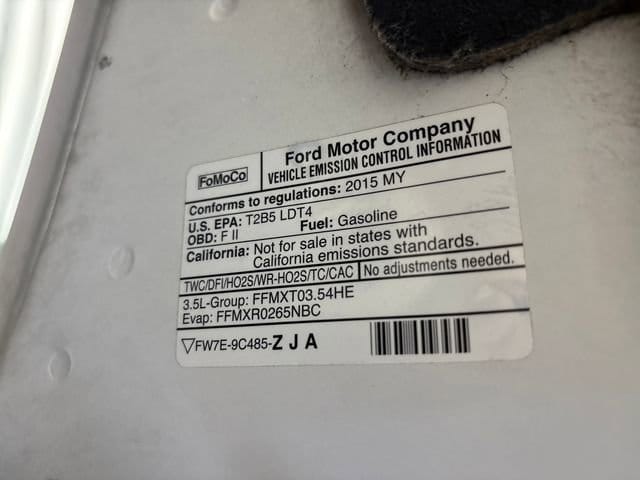 FoMoCo
Ford Motor Company
VEHICLE EMISSION CONTROL INFORMATION
Conforms to regulations: 2015 MY
U.S. EPA: T2B5 LDT4
OBD: F II Fuel: Gasoline
California: Not for sale in states with
California emissions standards.
TWC/DFI/HO2S/WR-HO2S/TC/CAC No adjustments needed.
3.5L-Group: FFMXT03.54HE
Evap: FFMXR0265NBC
▽FW7E-9C485-Z J A